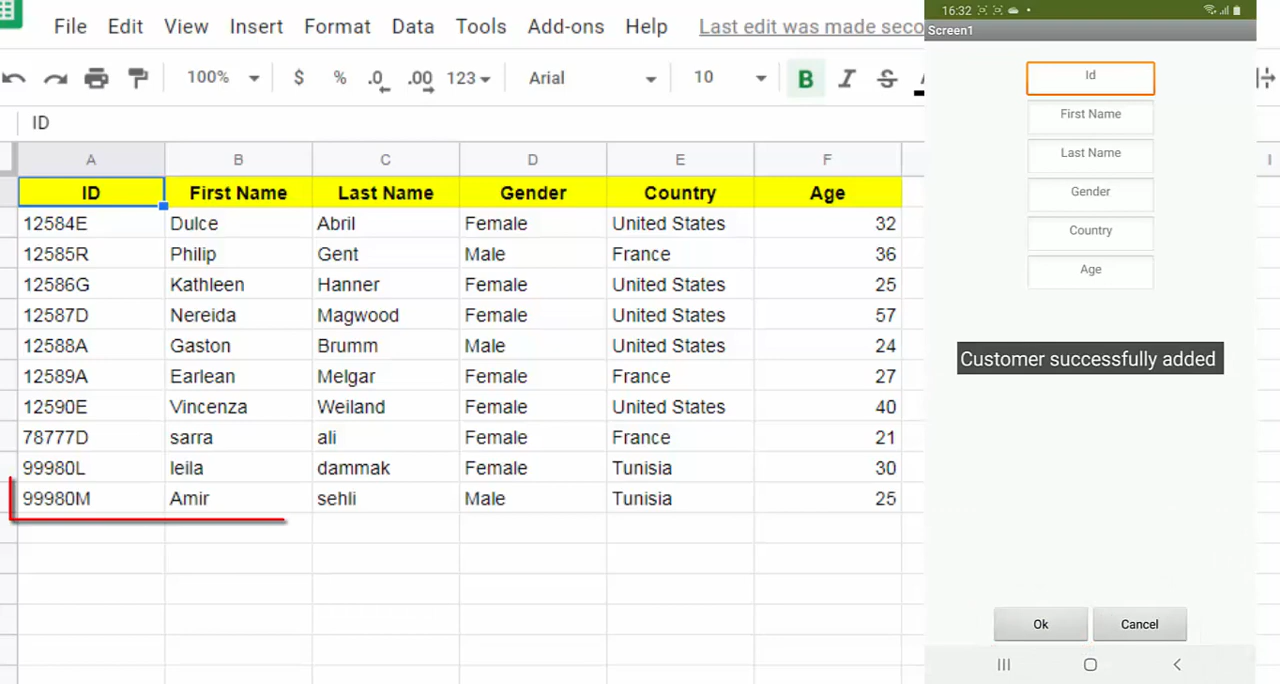 File Edit View Insert Format Data Tools Add-ons Help Last edit was made seco
100% $ % .0 .00 123 Arial 10 B I S
ID
A B C D E F I
ID First Name Last Name Gender Country Age
12584E Dulce Abril Female United States 32
12585R Philip Gent Male France 36
12586G Kathleen Hanner Female United States 25
12587D Nereida Magwood Female United States 57
12588A Gaston Brumm Male United States 24
12589A Earlean Melgar Female France 27
12590E Vincenza Weiland Female United States 40
78777D sarra ali Female France 21
99980L leila dammak Female Tunisia 30
99980M Amir sehli Male Tunisia 25
16:32
Screen1
Id
First Name
Last Name
Gender
Country
Age
Customer successfully added
Ok Cancel